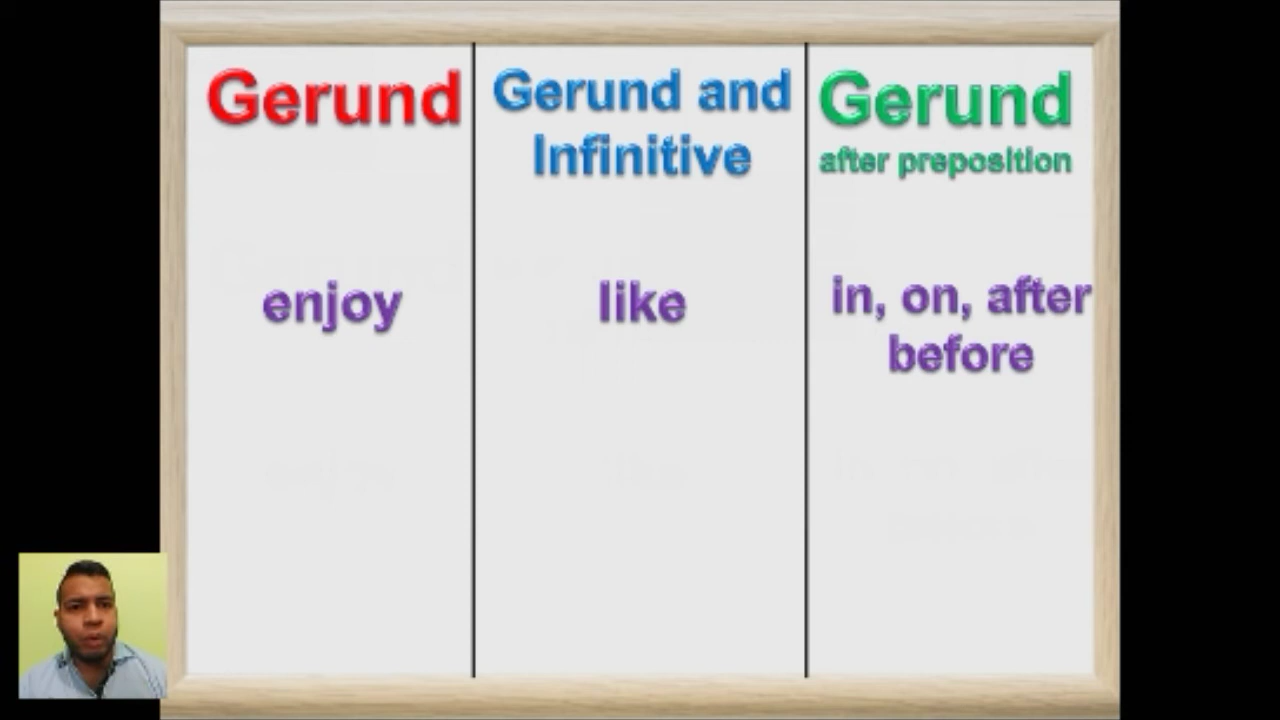 Gerund
enjoy
Gerund and
Infinitive
like
Gerund
after preposition
in, on, after
before